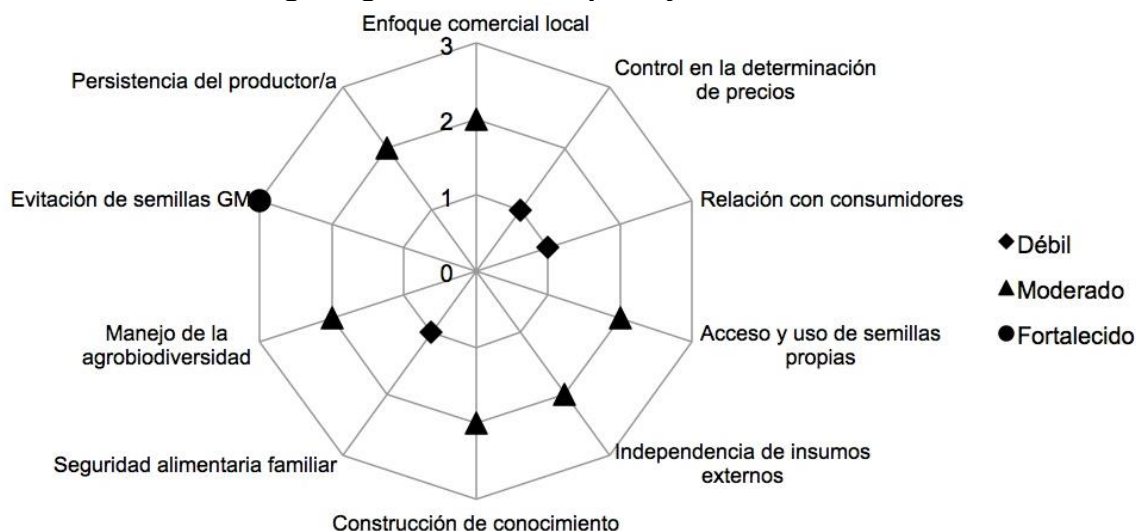 Enfoque comercial local
3
Control en la determinación
de precios
Persistencia del productor/a
2
Evitación de semillas GM
1
Relación con consumidores
0
Débil
Moderado
Fortalecido
Manejo de la
agrobiodiversidad
Acceso y uso de semillas
propias
Seguridad alimentaria familiar
Independencia de insumos
externos
Construcción de conocimiento